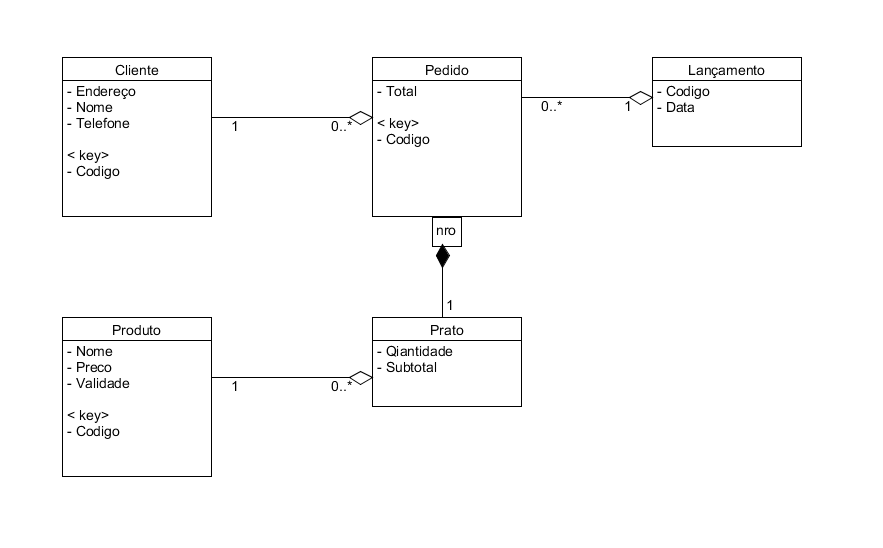 Cliente
- Endereço
- Nome
- Telefone
< key>
- Codigo
1
0..*
Pedido
- Total
< key>
- Codigo
0..*
1
Lançamento
- Codigo
- Data
nro
1
Produto
- Nome
- Preco
- Validade
< key>
- Codigo
1
0..*
Prato
- Qiantidade
- Subtotal